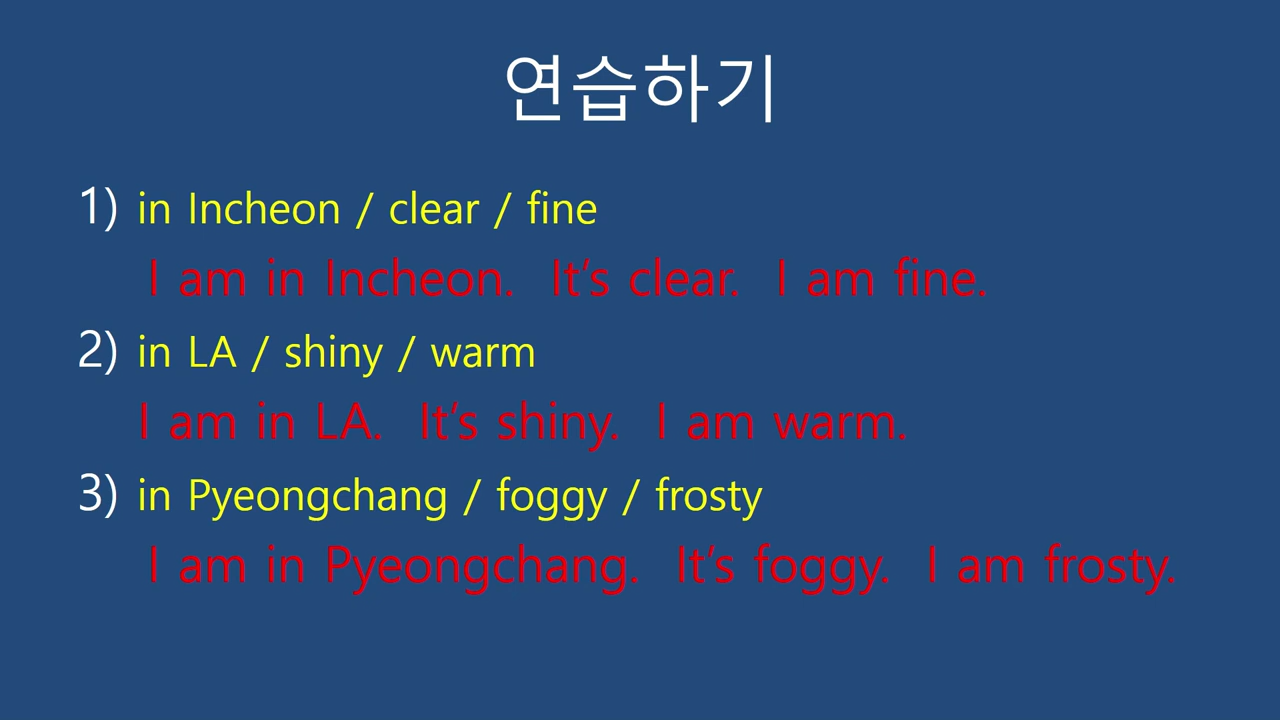 연습하기
1) in Incheon / clear / fine
I am in Incheon. It's clear. I am fine.
2) in LA / shiny / warm
I am in LA. It's shiny. I am warm.
3) in Pyeongchang / foggy / frosty
I am in Pyeongchang. It's foggy. I am frosty.